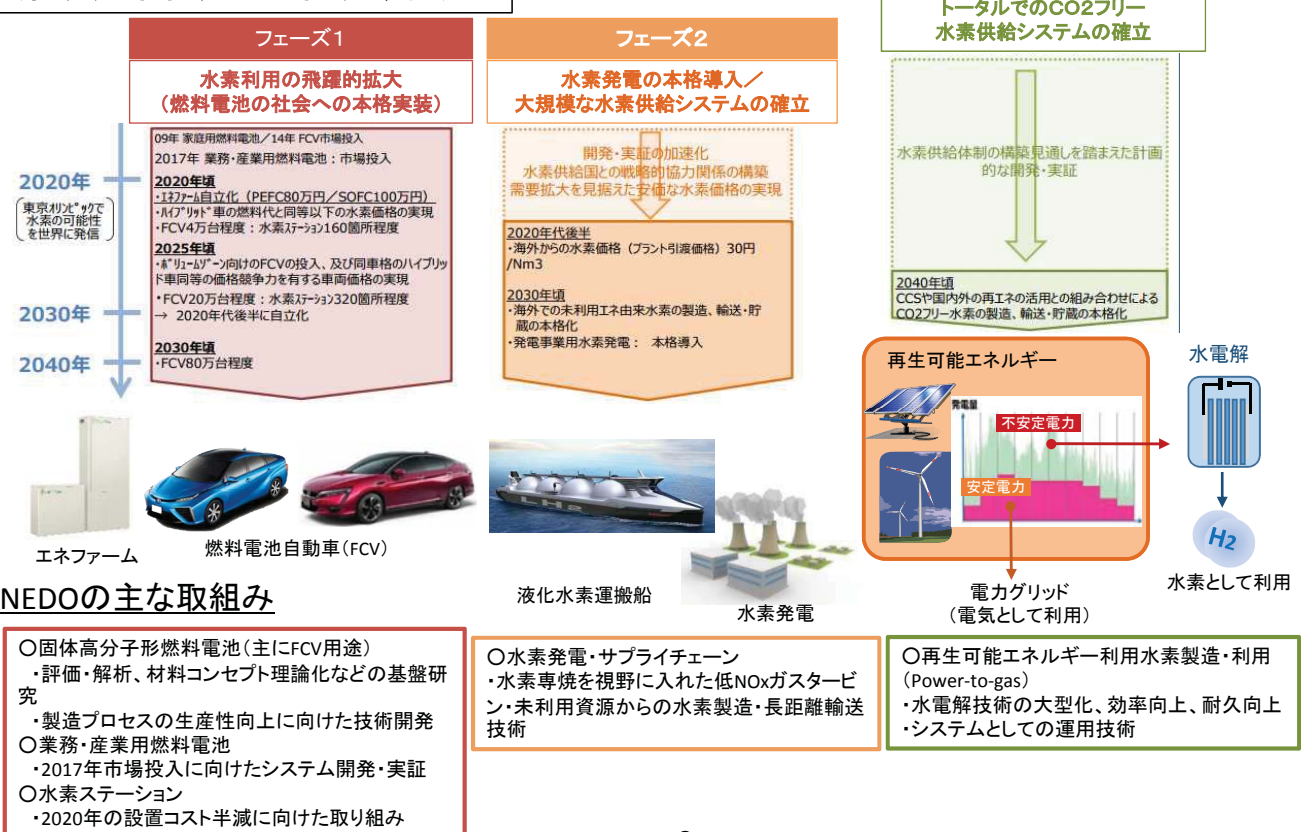 トータルでのCO2フリー
水素供給システムの確立
フェーズ1
水素利用の飛躍的拡大
（燃料電池の社会への本格実装）
09年 家庭用燃料電池／14年 FCV市場投入
2017年 業務・産業用燃料電池：市場投入
2020年頃
・エネファーム自立化（PEFC80万円／SOFC100万円）
・ハイブリッド車の燃料代と同等以下の水素価格の実現
・FCV4万台程度：水素ステーション160箇所程度
2025年頃
・ボリュームゾーン向けのFCVの投入、及び同車格のハイブリッ
ド車同等の価格競争力を有する車両価格の実現
・FCV20万台程度：水素ステーション320箇所程度
→ 2020年代後半に自立化
2030年頃
・FCV80万台程度
2020年
東京オリンピックで
水素の可能性
を世界に発信
2030年
2040年
フェーズ2
水素発電の本格導入／
大規模な水素供給システムの確立
開発・実証の加速化
水素供給国との戦略的協力関係の構築
需要拡大を見据えた安価な水素価格の実現
2020年代後半
・海外からの水素価格（プラント引渡価格）30円
/Nm3
2030年頃
・海外での未利用エネ由来水素の製造、輸送・貯
蔵の本格化
・発電事業用水素発電： 本格導入
水素供給体制の構築見通しを踏まえた計画
的な開発・実証
2040年頃
CCSや国内外の再エネの活用との組み合わせによる
CO2フリー水素の製造、輸送・貯蔵の本格化
再生可能エネルギー
発電量
不安定電力
安定電力
水電解
H2
水素として利用
電力グリッド
（電気として利用）
エネファーム
燃料電池自動車（FCV）
LH2
液化水素運搬船
水素発電
NEDOの主な取組み
〇固体高分子形燃料電池（主にFCV用途）
・評価・解析、材料コンセプト理論化などの基盤研
究
・製造プロセスの生産性向上に向けた技術開発
〇業務・産業用燃料電池
・2017年市場投入に向けたシステム開発・実証
〇水素ステーション
・2020年の設置コスト半減に向けた取り組み
〇水素発電・サプライチェーン
・水素専焼を視野に入れた低NOxガスタービ
ン・未利用資源からの水素製造・長距離輸送
技術
〇再生可能エネルギー利用水素製造・利用
（Power-to-gas）
・水電解技術の大型化、効率向上、耐久向上
・システムとしての運用技術